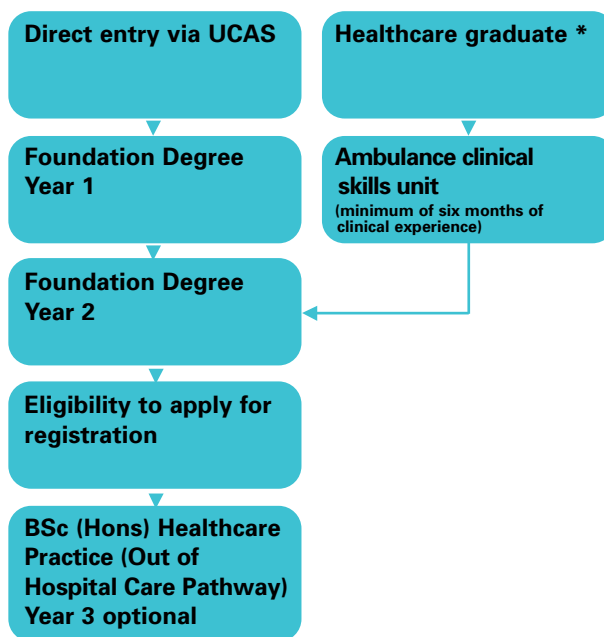 Direct entry via UCAS
Healthcare graduate *
Foundation Degree
Year 1
Ambulance clinical
skills unit
(minimum of six months of
clinical experience)
Foundation Degree
Year 2
Eligibility to apply for
registration
BSc (Hons) Healthcare
Practice (Out of
Hospital Care Pathway)
Year 3 optional